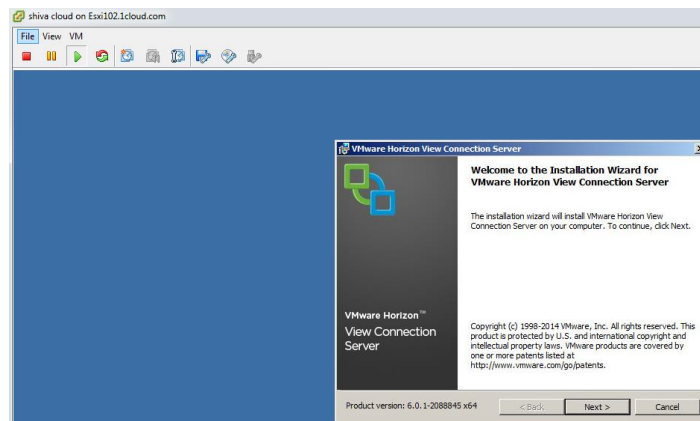 shiva cloud on Esxi102.1cloud.com
File View VM
VMware Horizon View Connection Server
Welcome to the Installation Wizard for
VMware Horizon View Connection Server
The installation wizard will install VMware Horizon View
Connection Server on your computer. To continue, click Next.
VMware Horizon™
View Connection
Server
Copyright (c) 1998-2014 VMware, Inc. All rights reserved. This
product is protected by U.S. and international copyright and
intellectual property laws. VMware products are covered by
one or more patents listed at
http://www.vmware.com/go/patents.
Product version: 6.0.1-2088845 x64
< Back
Next >
Cancel